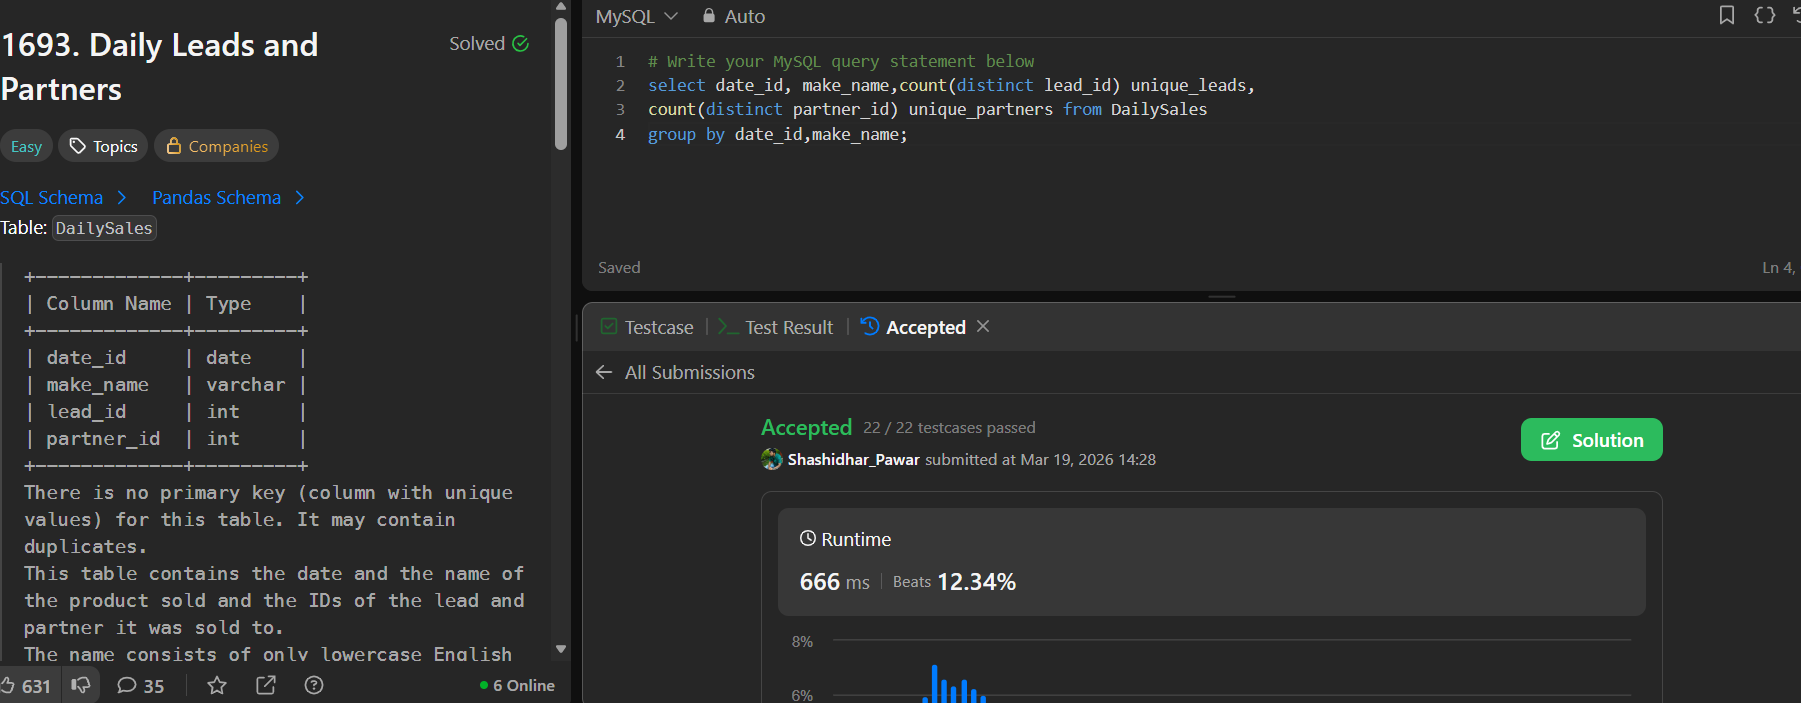 1693. Daily Leads and
Partners
Solved
Easy
Topics
Companies
SQL Schema
Pandas Schema
Table: DailySales
+-------------+---------+
| Column Name | Type    |
+-------------+---------+
| date_id     | date    |
| make_name   | varchar |
| lead_id     | int     |
| partner_id  | int     |
+-------------+---------+
There is no primary key (column with unique
values) for this table. It may contain
duplicates.
This table contains the date and the name of
the product sold and the IDs of the lead and
partner it was sold to.
The name consists of only lowercase English
631
35
6 Online
MySQL
Auto
1 # Write your MySQL query statement below
2 select date_id, make_name,count(distinct lead_id) unique_leads,
3 count(distinct partner_id) unique_partners from DailySales
4 group by date_id,make_name;
Saved
Ln 4,
Testcase
Test Result
Accepted
All Submissions
Accepted 22 / 22 testcases passed
Shashidhar_Pawar submitted at Mar 19, 2026 14:28
Solution
Runtime
666 ms | Beats 12.34%
8%
6%